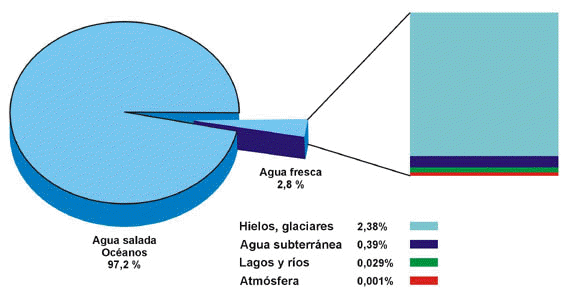 Agua fresca
2,8 %
Agua salada
Océanos
97,2 %
Hielos, glaciares 2,38%
Agua subterránea 0,39%
Lagos y ríos 0,029%
Atmósfera 0,001%